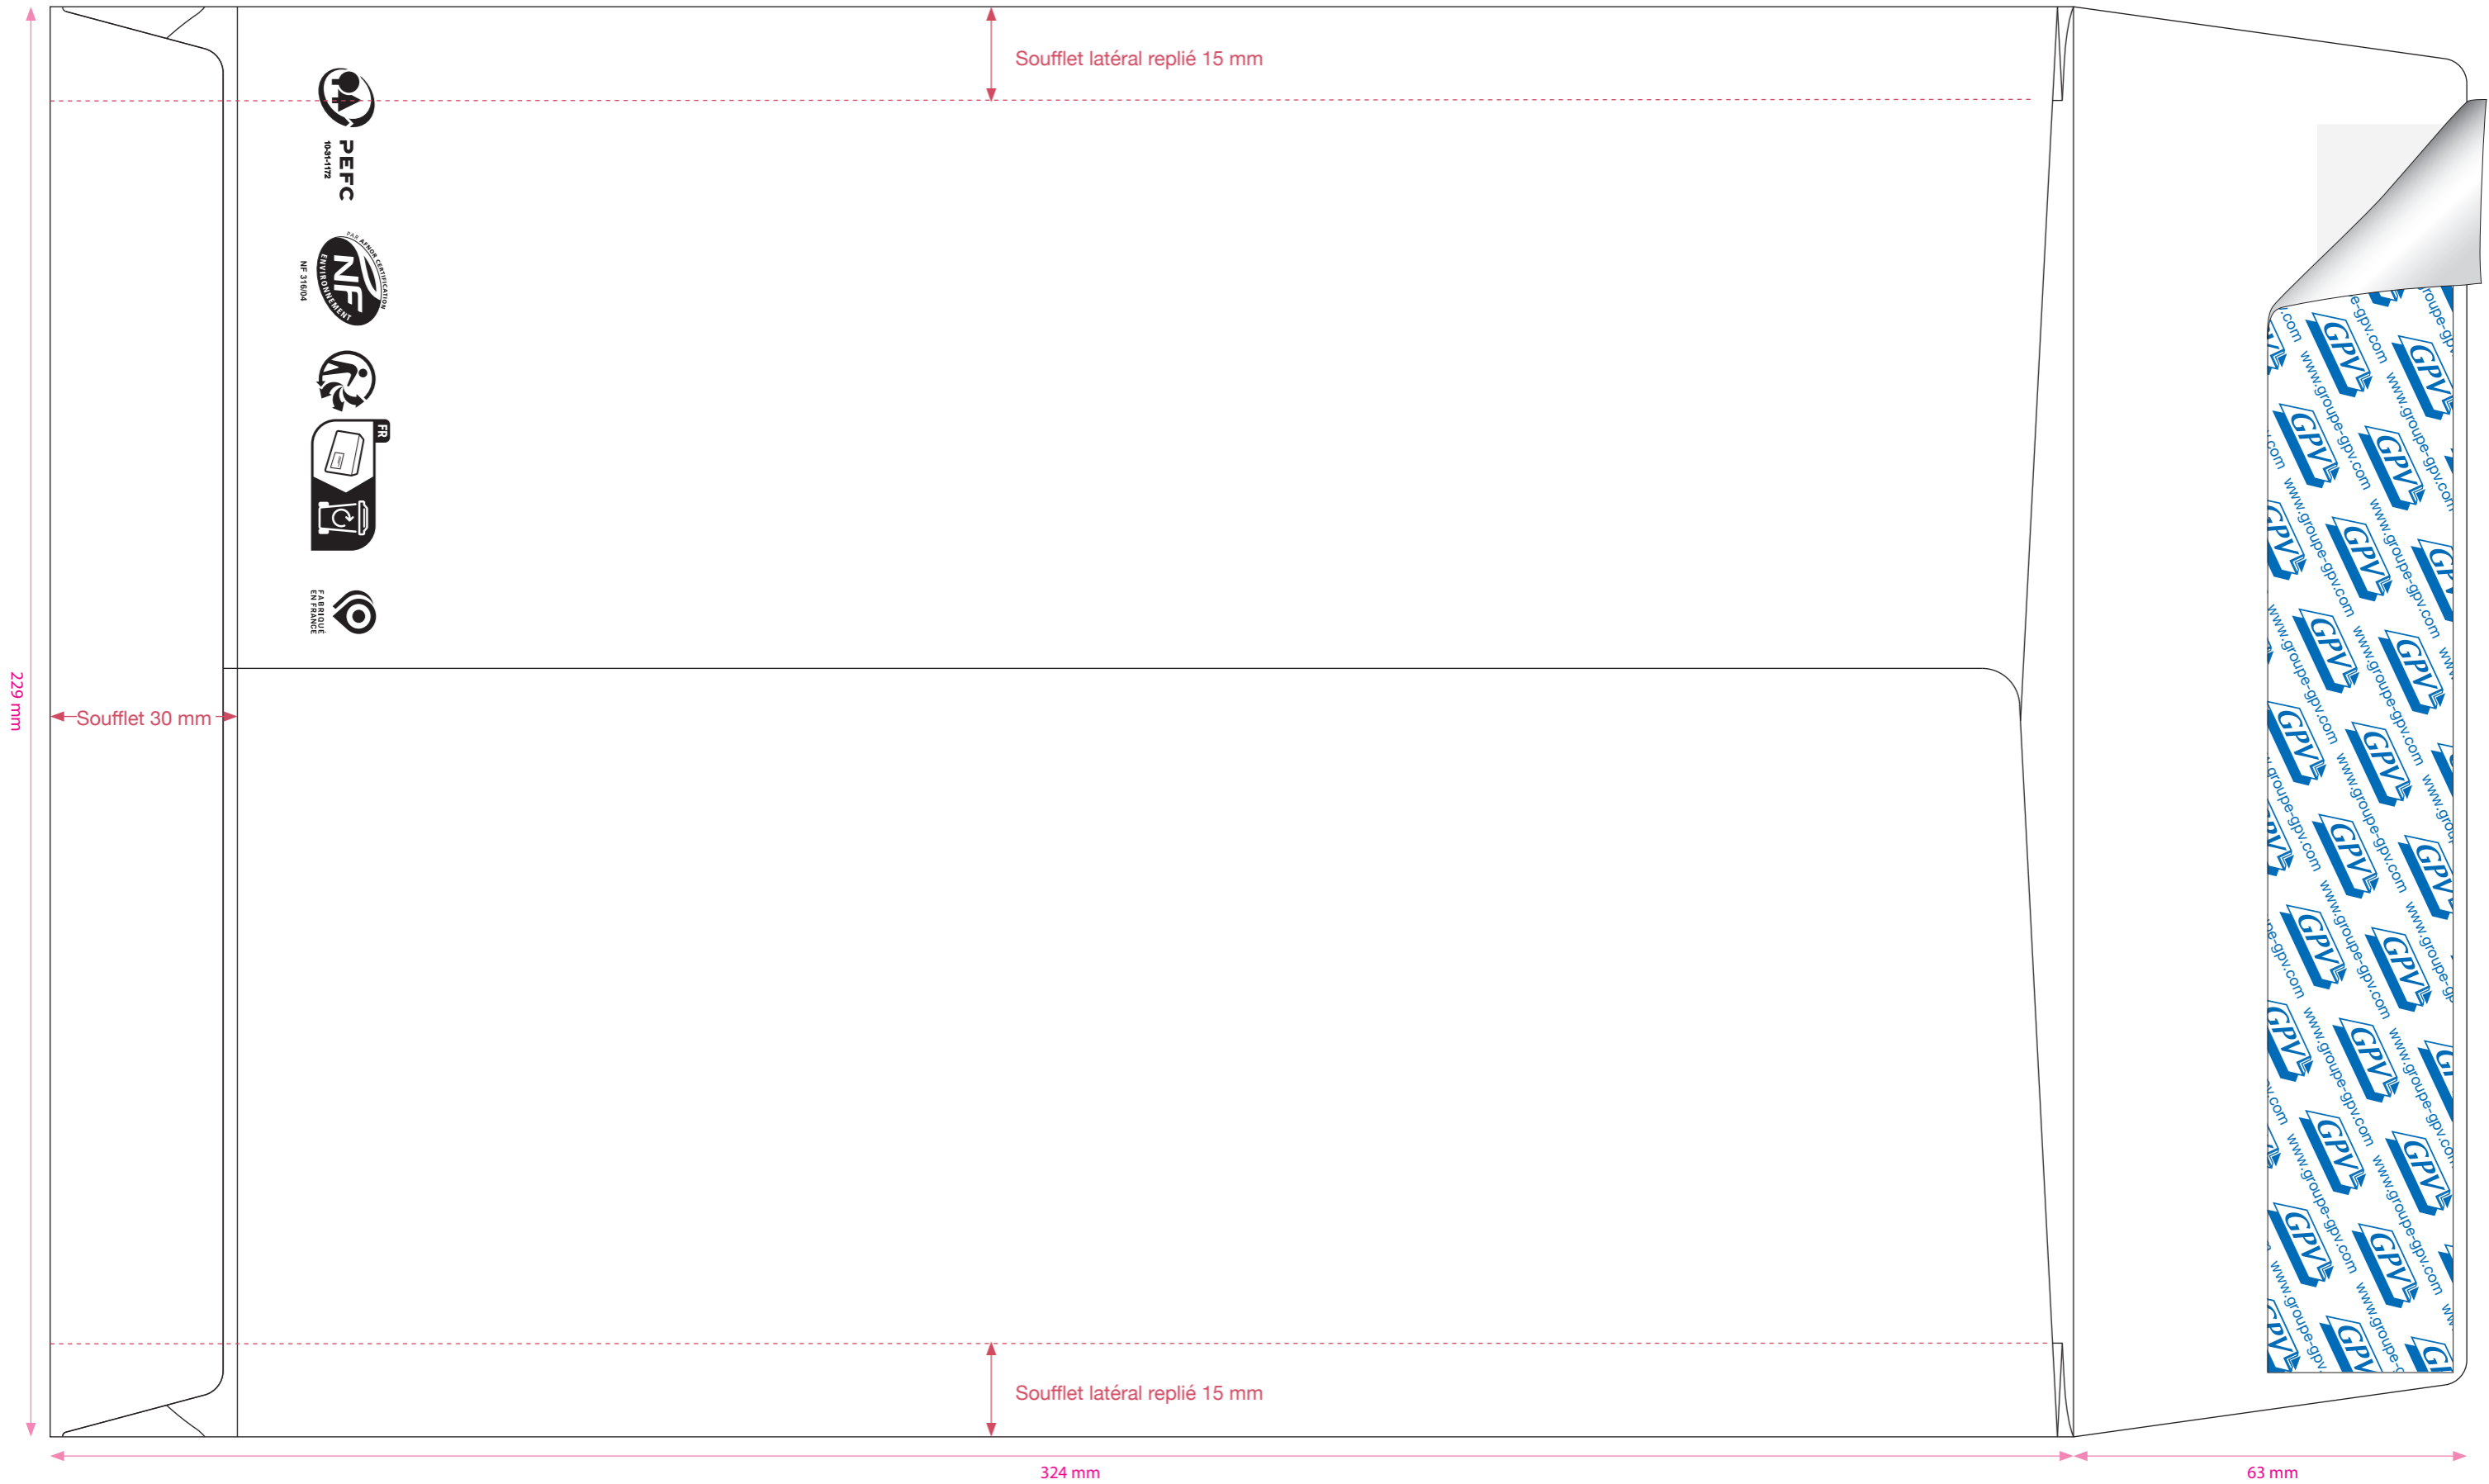 Soufflet latéral replié 15 mm
PEFC
10-31-1172
PAR AFNOR CERTIFICATION
NF
ENVIRONNEMENT
NF 316/04
FR
FABRIQUÉ
EN FRANCE
229 mm
Soufflet 30 mm
Soufflet latéral replié 15 mm
324 mm
63 mm
GPV
www.groupe-gpv.com